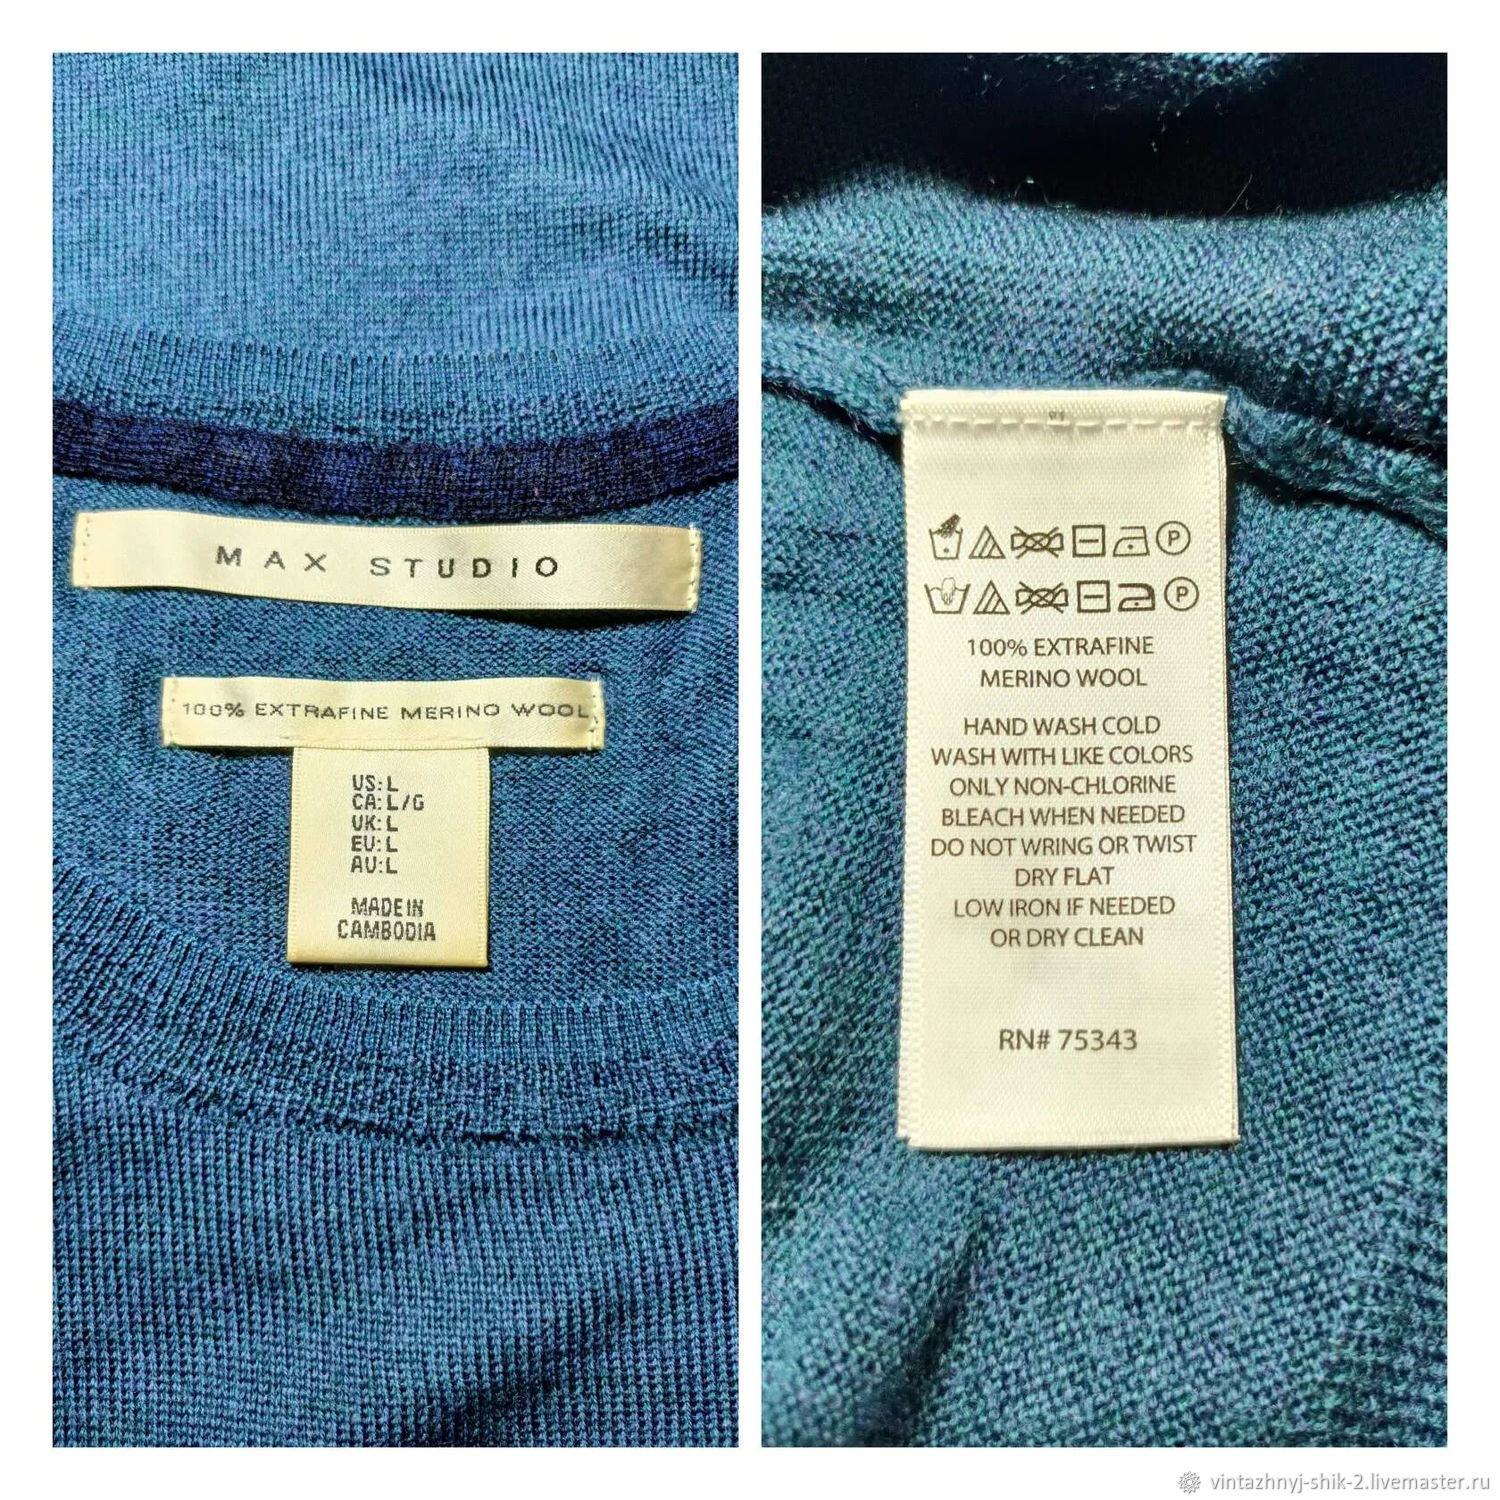 MAX STUDIO
100% EXTRAFINE MERINO WOOL
US: L
CA: L/G
UK: L
EU: L
AU: L
MADE IN
CAMBODIA
P
P
100% EXTRAFINE
MERINO WOOL
HAND WASH COLD
WASH WITH LIKE COLORS
ONLY NON-CHLORINE
BLEACH WHEN NEEDED
DO NOT WRING OR TWIST
DRY FLAT
LOW IRON IF NEEDED
OR DRY CLEAN
RN# 75343
vintazhnyj-shik-2.livemaster.ru